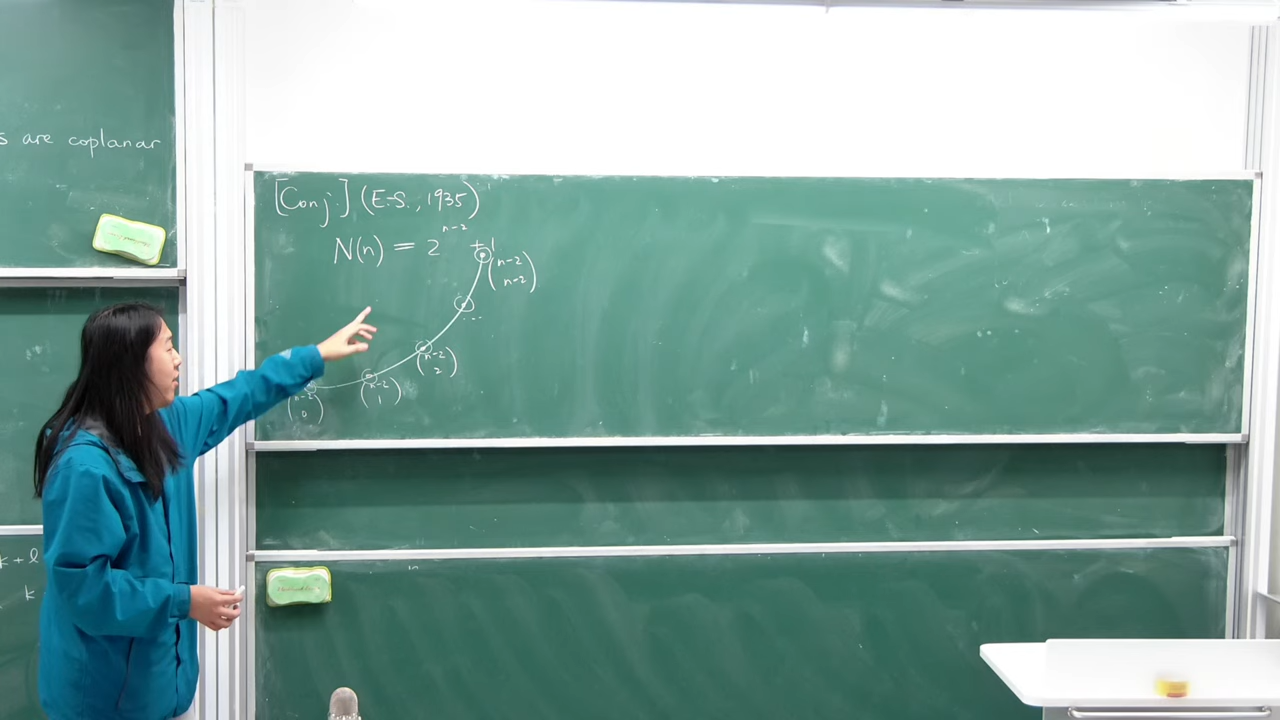 s are coplanar
k + l
k
[Conj.] (E-S., 1935)
N(n) = 2^{n-2} + 1
(n-2 n-2)
...
(n-2 2)
(n-2 1)
(n-2 0)